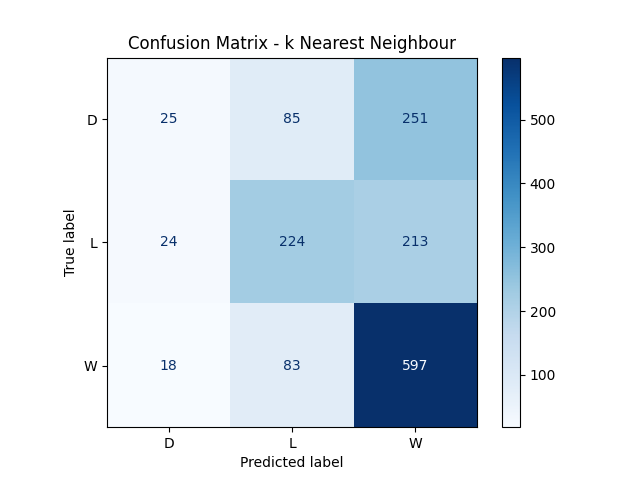 Confusion Matrix - k Nearest Neighbour
D 25 85 251
L 24 224 213
W 18 83 597
D L W
Predicted label
True label
500
400
300
200
100